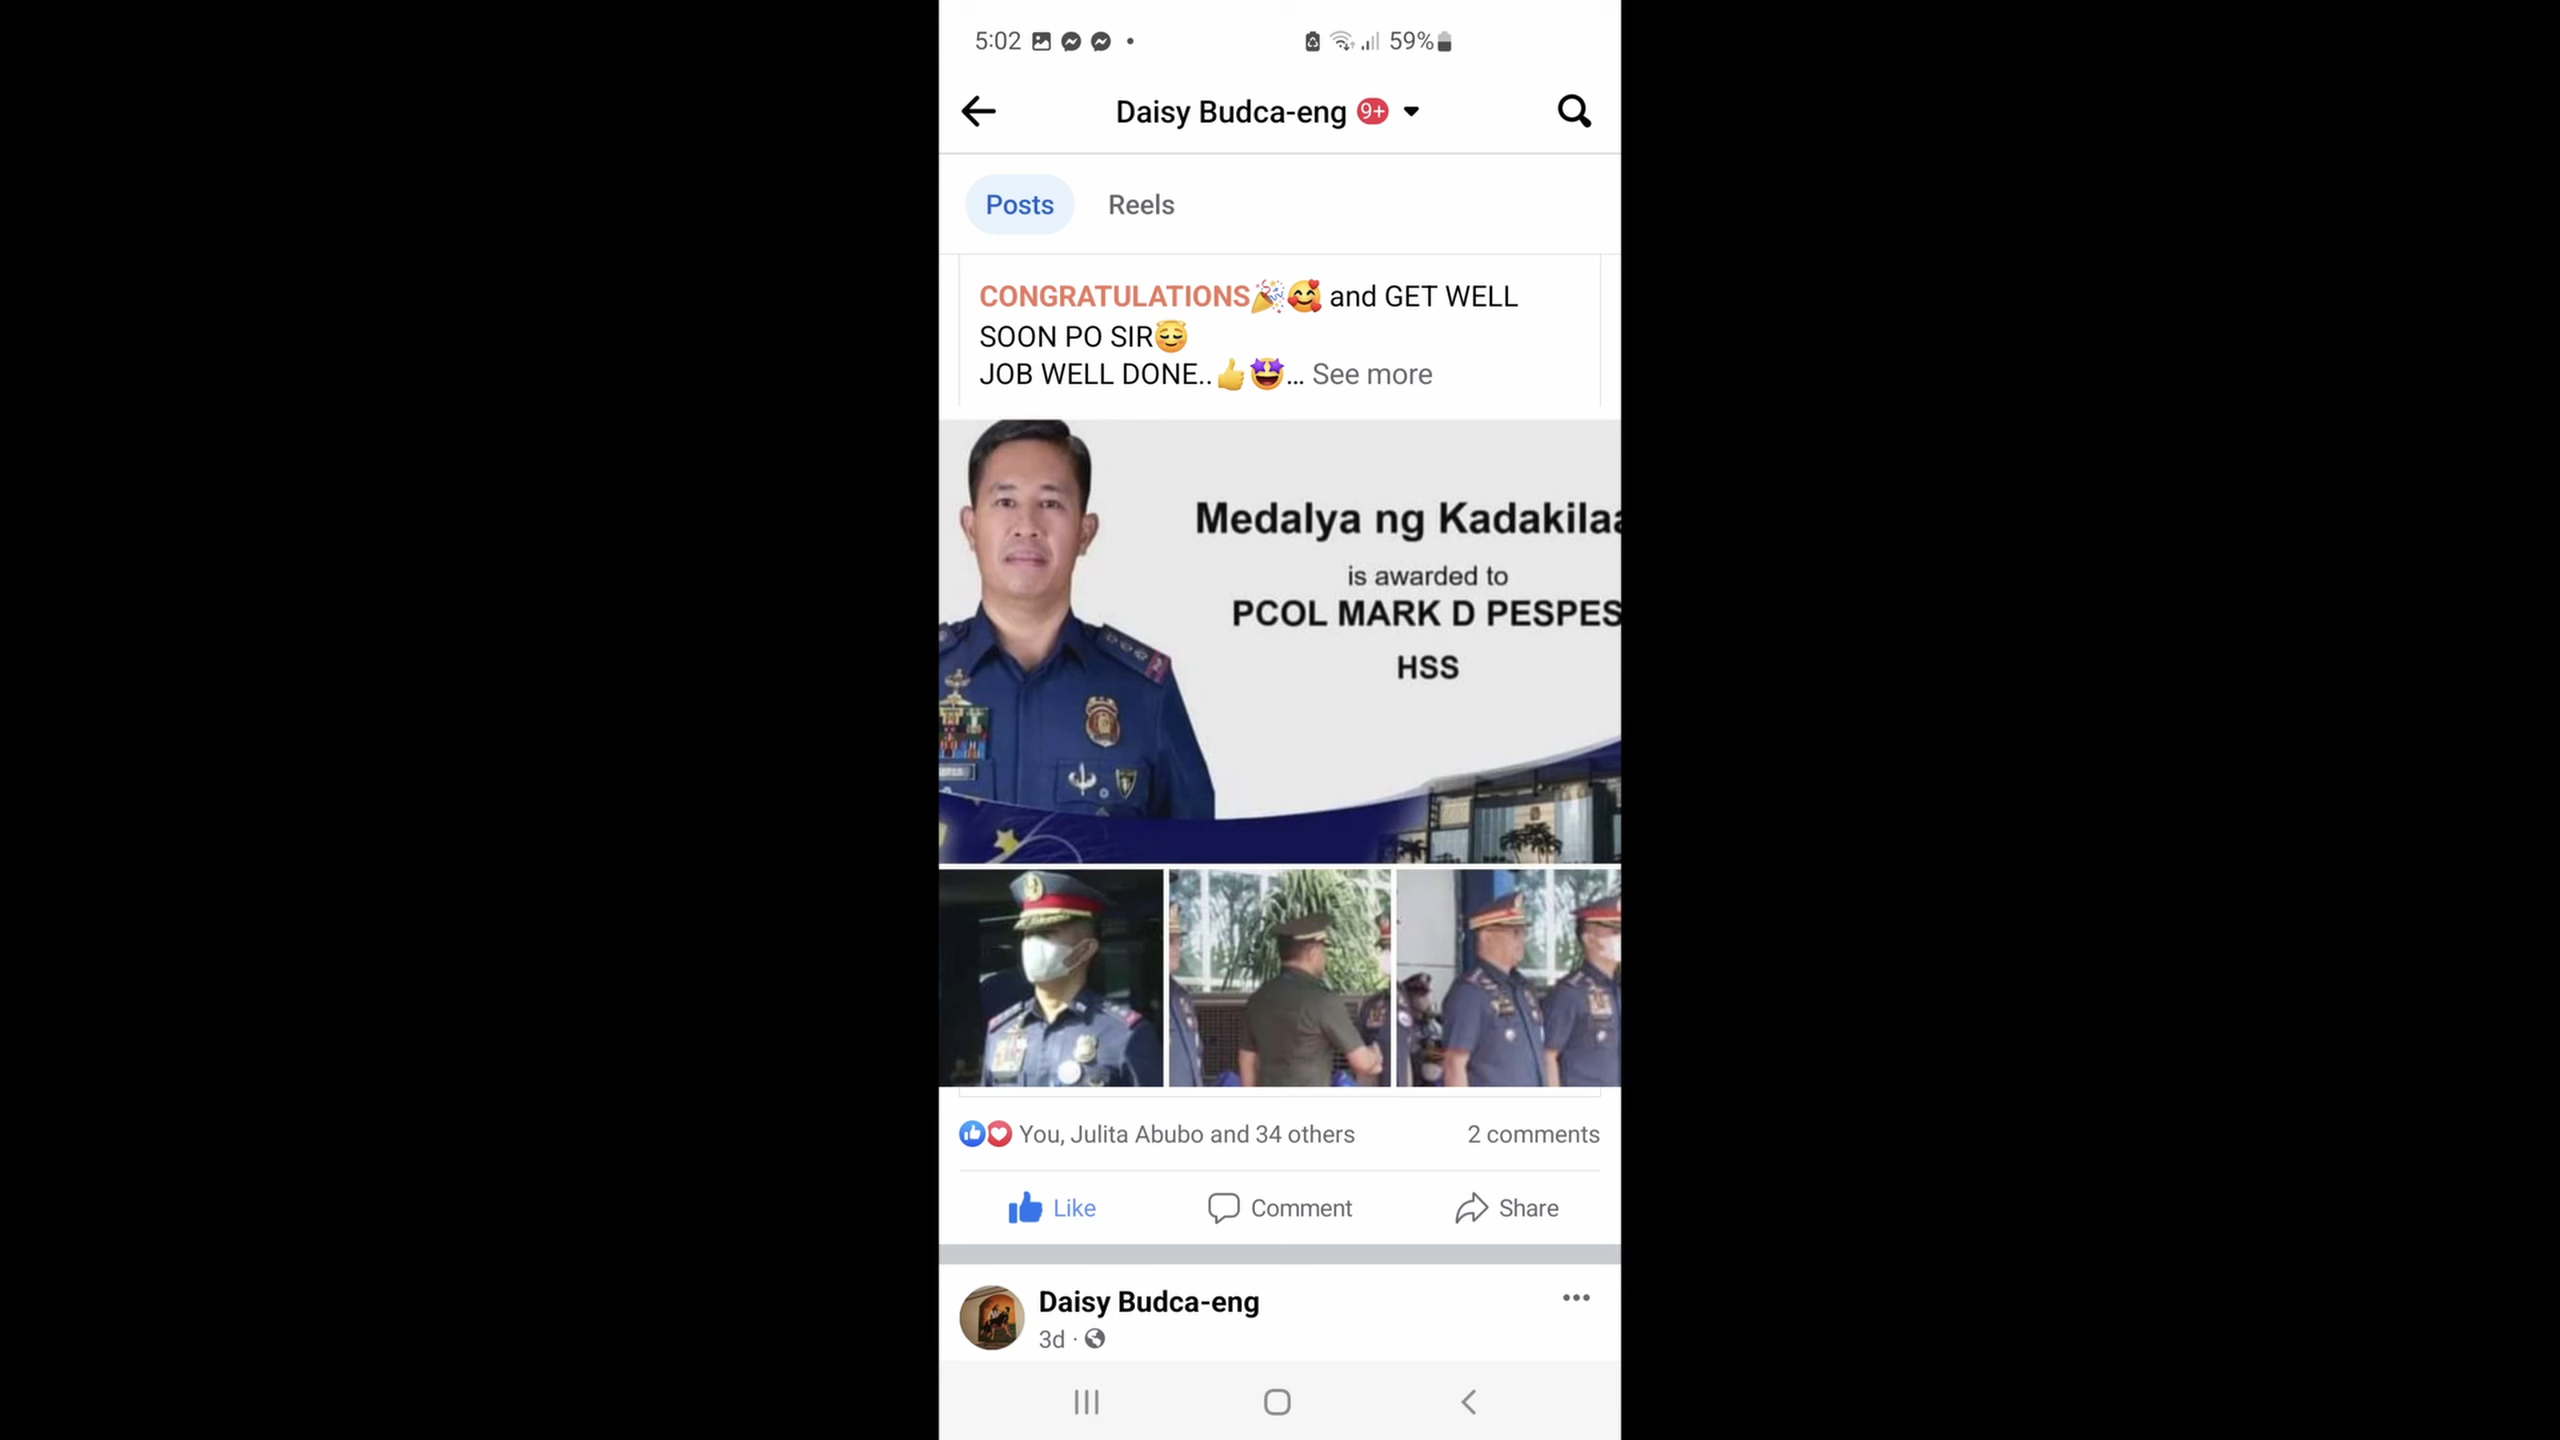 5:02
59%
Daisy Budca-eng 9+
Posts Reels
CONGRATULATIONS🎉🥰 and GET WELL
SOON PO SIR😇
JOB WELL DONE..👍🤩... See more
Medalya ng Kadakilaa
is awarded to
PCOL MARK D PESPES
HSS
You, Julita Abubo and 34 others 2 comments
Like Comment Share
Daisy Budca-eng
3d ·